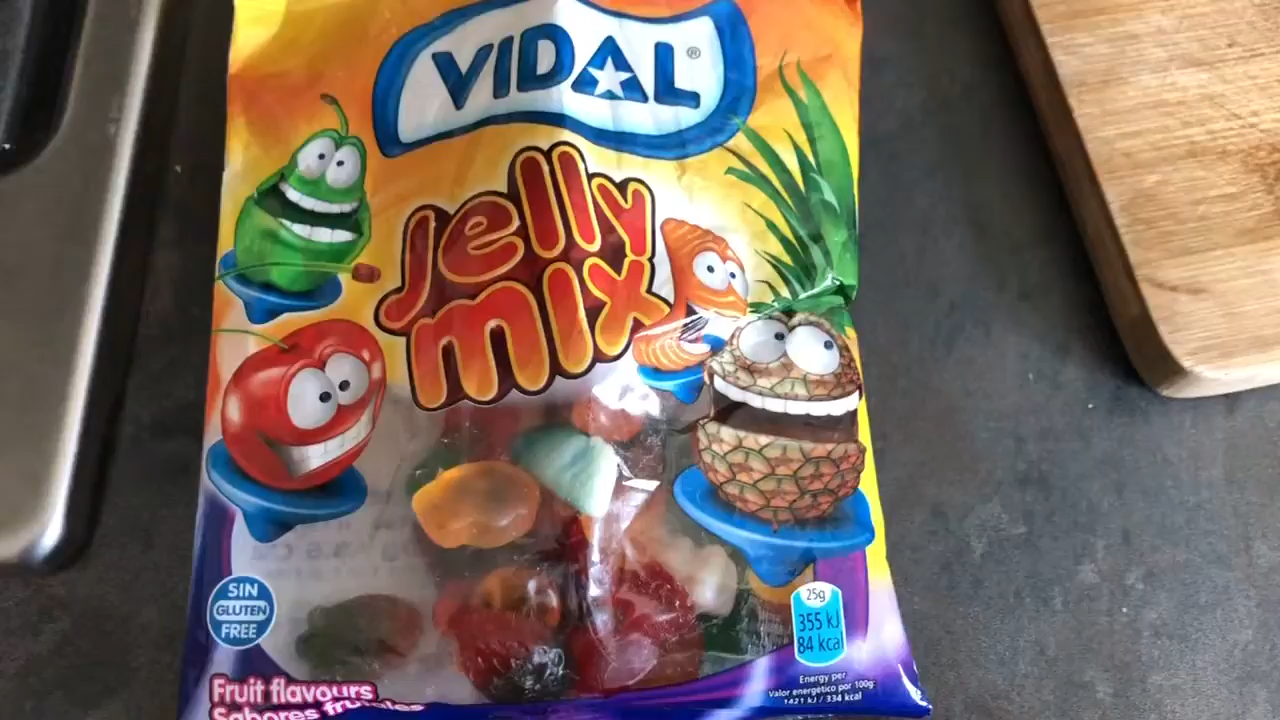 VIDAL®
Jelly
mix
SIN
GLUTEN
FREE
25g
355 kJ
84 kcal
Energy per
Valor energético por 100g:
1421 kJ / 334 kcal
Fruit flavours
Sabores frutales